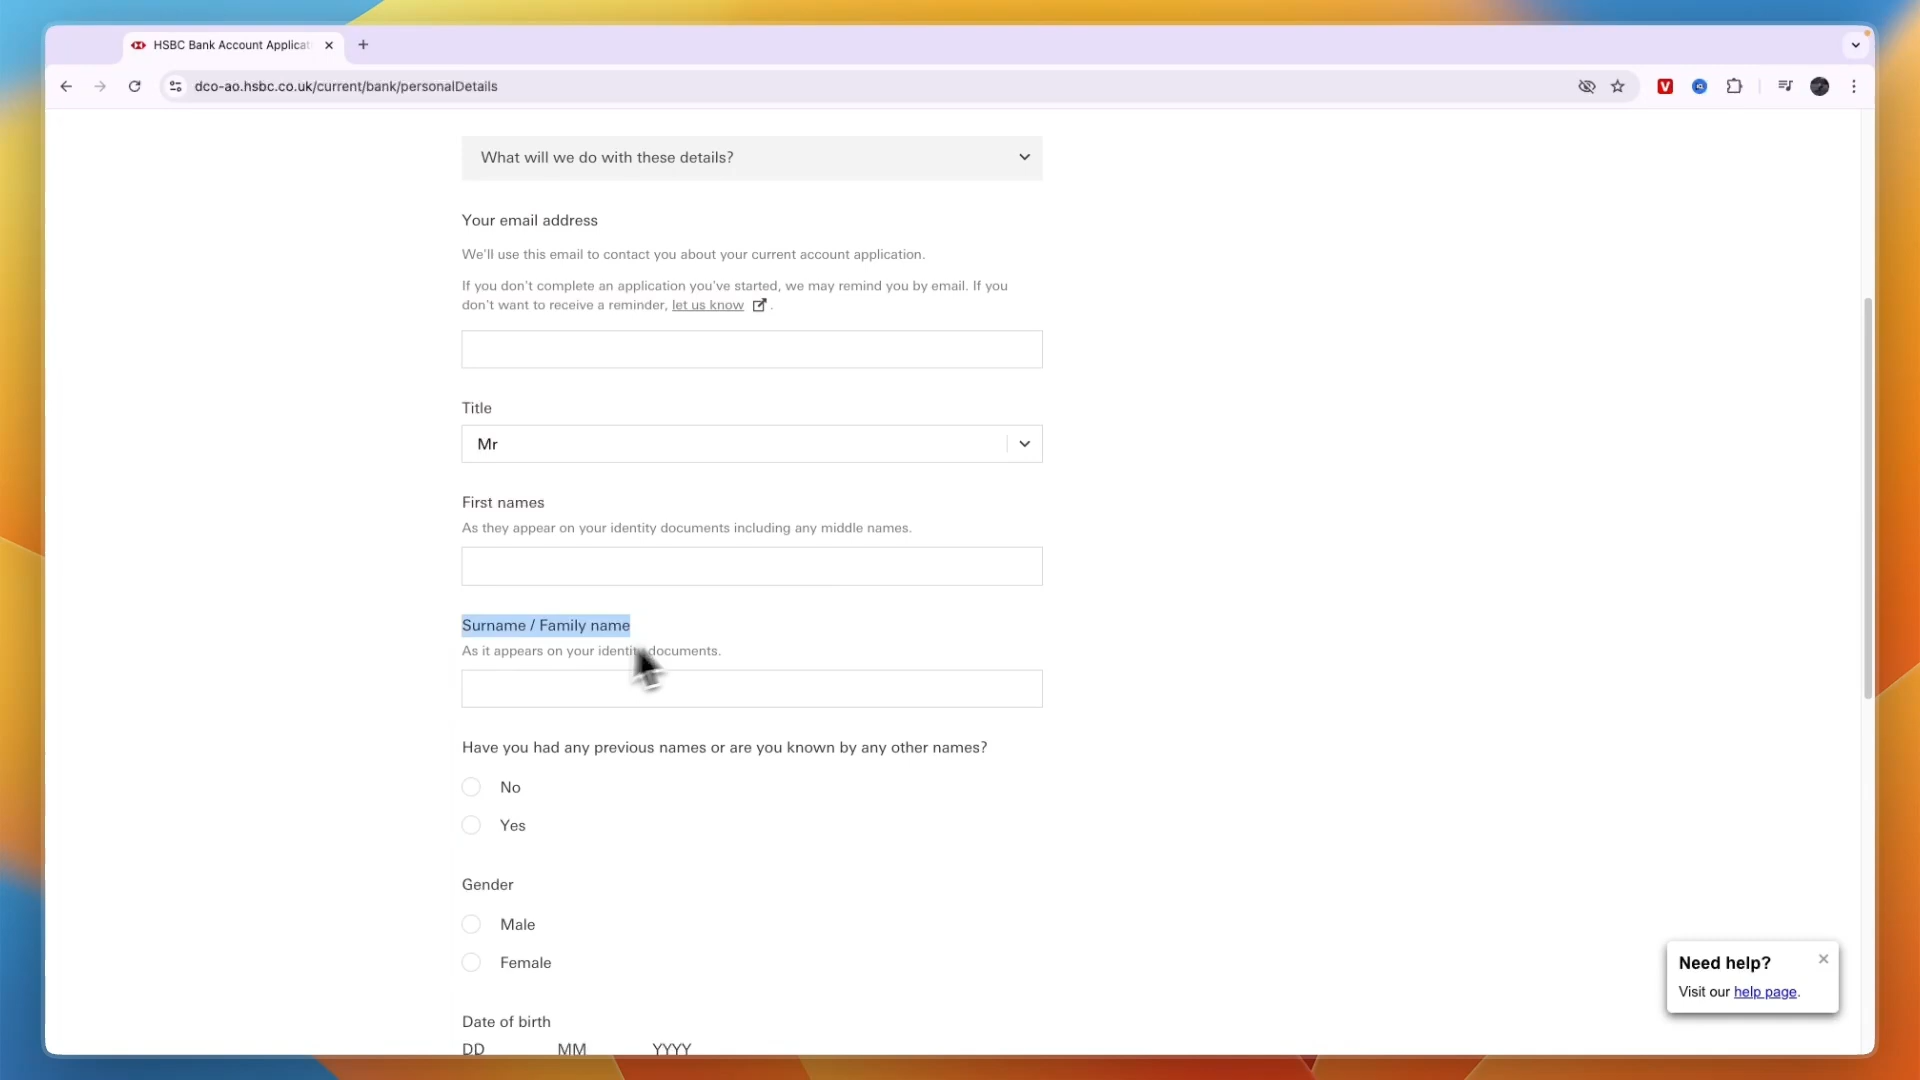 HSBC Bank Account Applicat
dco-ao.hsbc.co.uk/current/bank/personalDetails
What will we do with these details?
Your email address
We'll use this email to contact you about your current account application.
If you don't complete an application you've started, we may remind you by email. If you
don't want to receive a reminder, let us know .
Title
Mr
First names
As they appear on your identity documents including any middle names.
Surname / Family name
As it appears on your identity documents.
Have you had any previous names or are you known by any other names?
No
Yes
Gender
Male
Female
Need help?
Visit our help page.
Date of birth
DD MM YYYY